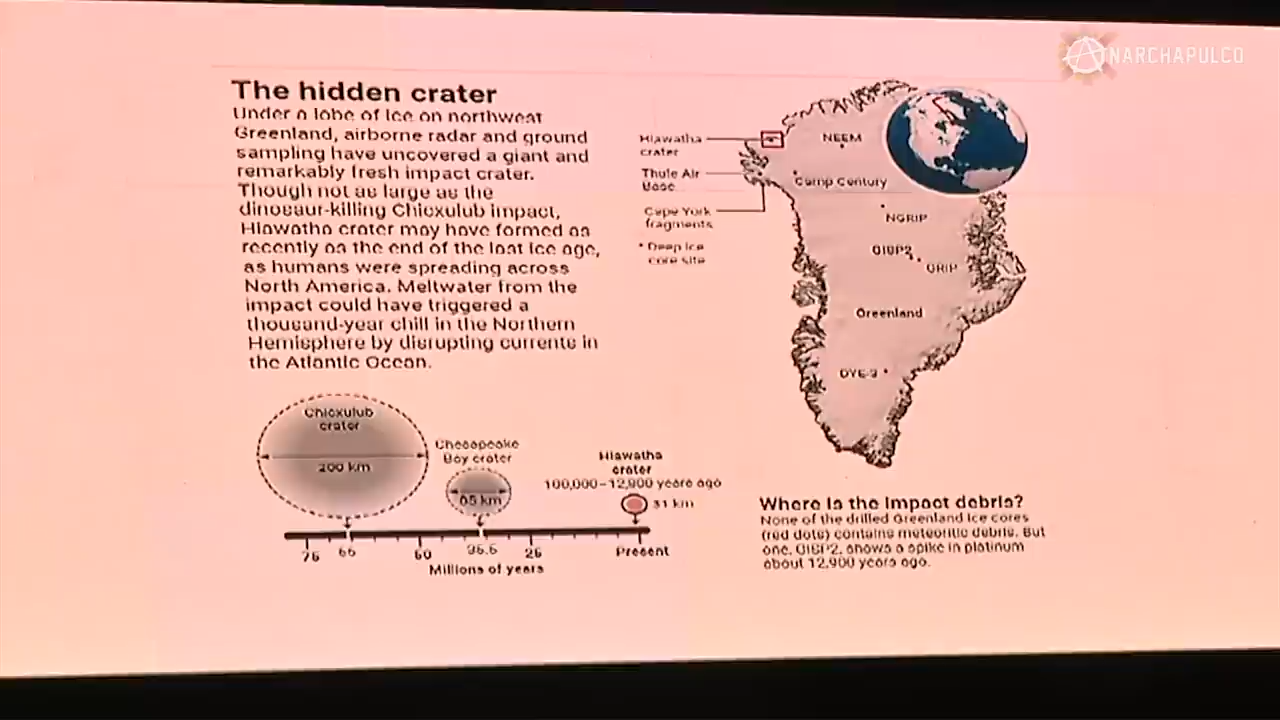 ANARCHAPULCO
The hidden crater
Under a lobe of ice on northwest
Greenland, airborne radar and ground
sampling have uncovered a giant and
remarkably fresh impact crater.
Though not as large as the
dinosaur-killing Chicxulub impact,
Hiawatha crater may have formed as
recently as the end of the last ice age,
as humans were spreading across
North America. Meltwater from the
impact could have triggered a
thousand-year chill in the Northern
Hemisphere by disrupting currents in
the Atlantic Ocean.
Hiawatha
crater
Thule Air
Base
Cape York
fragments
Deep ice
core site
NEEM
Camp Century
NGRIP
GISP2
GRIP
Greenland
DYE-3
Chicxulub
crater
200 km
Chesapeake
Bay crater
85 km
Hiawatha
crater
100,000–12,900 years ago
31 km
75
66
50
35.5
25
Present
Millions of years
Where is the impact debris?
None of the drilled Greenland ice cores
(red dots) contains meteoritic debris. But
one, GISP2, shows a spike in platinum
about 12,900 years ago.